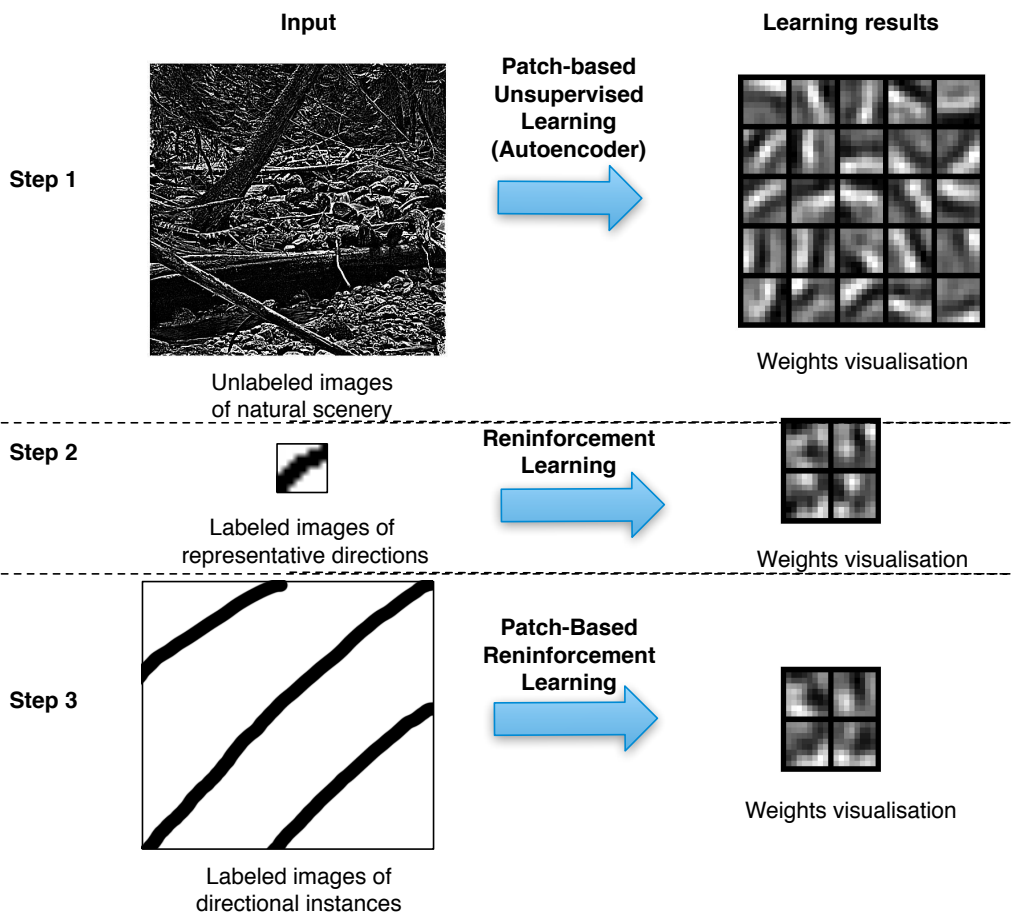 Input
Learning results
Patch-based
Unsupervised
Learning
(Autoencoder)
Step 1
Unlabeled images
of natural scenery
Weights visualisation
Step 2
Reninforcement
Learning
Labeled images of
representative directions
Weights visualisation
Step 3
Patch-Based
Reninforcement
Learning
Weights visualisation
Labeled images of
directional instances